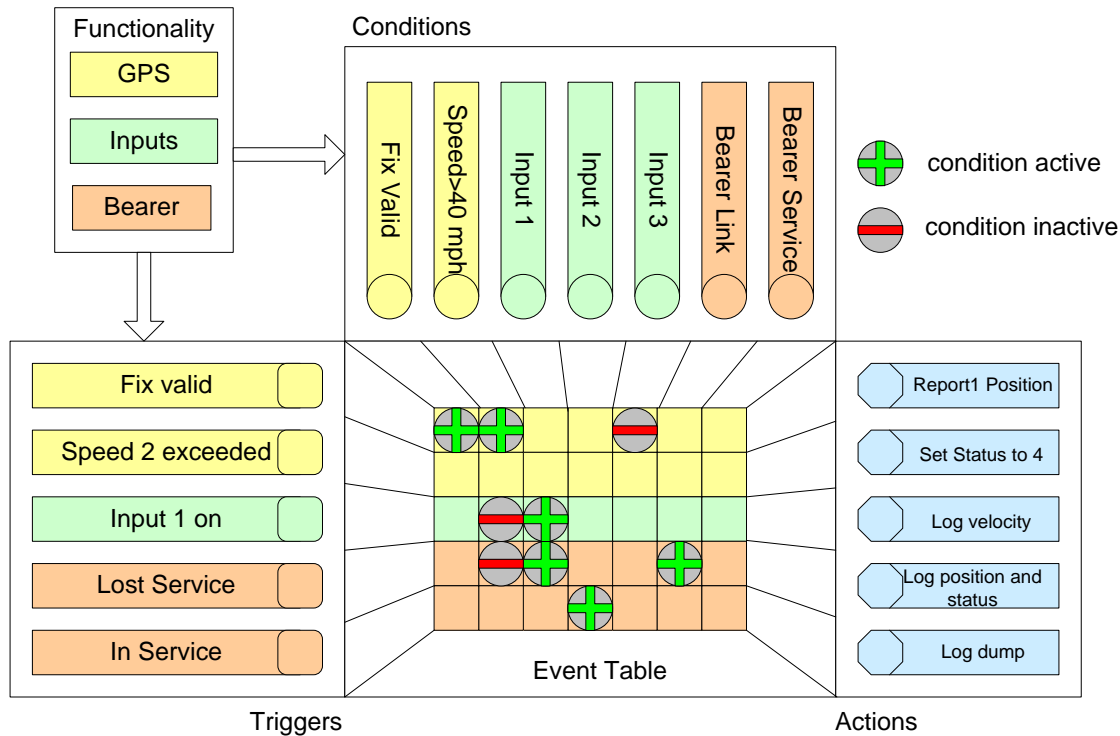 Functionality
GPS
Inputs
Bearer
Conditions
Fix Valid
Speed>40 mph
Input 1
Input 2
Input 3
Bearer Link
Bearer Service
condition active
condition inactive
Fix valid
Speed 2 exceeded
Input 1 on
Lost Service
In Service
Triggers
Event Table
Report1 Position
Set Status to 4
Log velocity
Log position and
status
Log dump
Actions